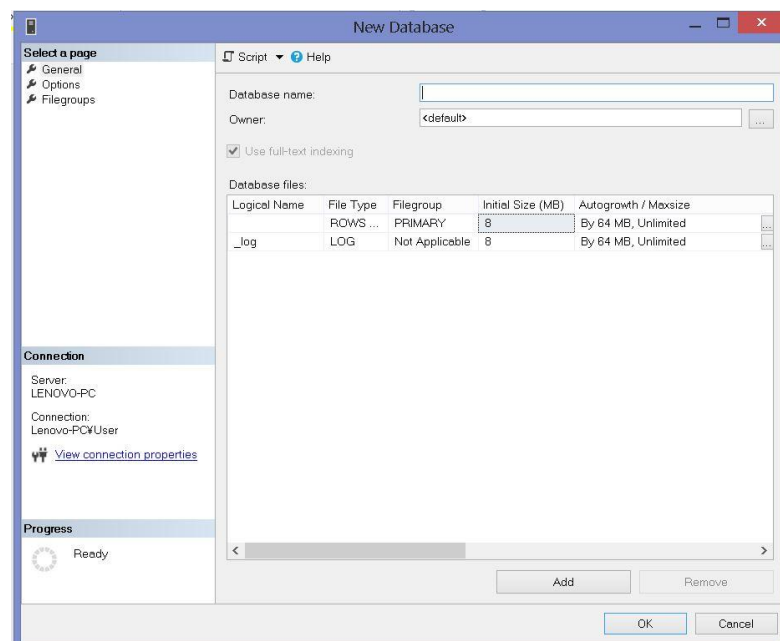 New Database
Select a page
General
Options
Filegroups
Script Help
Database name:
Owner: <default> ...
Use full-text indexing
Database files:
Logical Name File Type Filegroup Initial Size (MB) Autogrowth / Maxsize
ROWS ... PRIMARY 8 By 64 MB, Unlimited ...
_log LOG Not Applicable 8 By 64 MB, Unlimited ...
Connection
Server:
LENOVO-PC
Connection:
Lenovo-PC¥User
View connection properties
Progress
Ready
Add Remove
OK Cancel